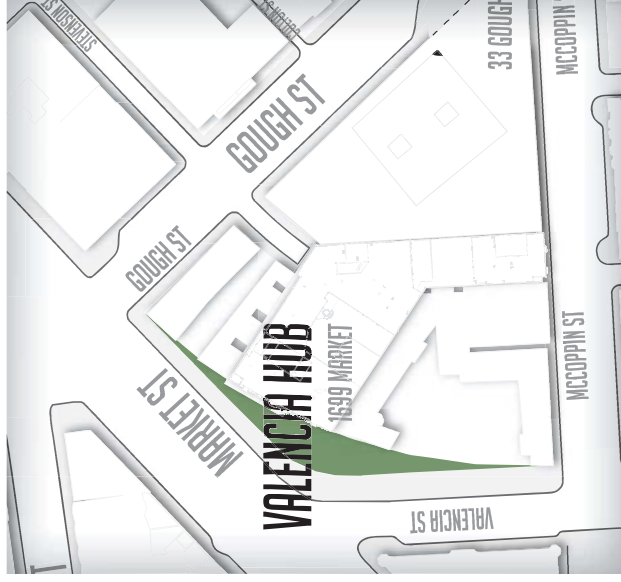 STEVENSON ST
COLTON ST
33 GOUGH
MCCOPPIN
GOUGH ST
GOUGH ST
MARKET ST
VALENCIA HUB
1699 MARKET
MCCOPPIN ST
VALENCIA ST
T